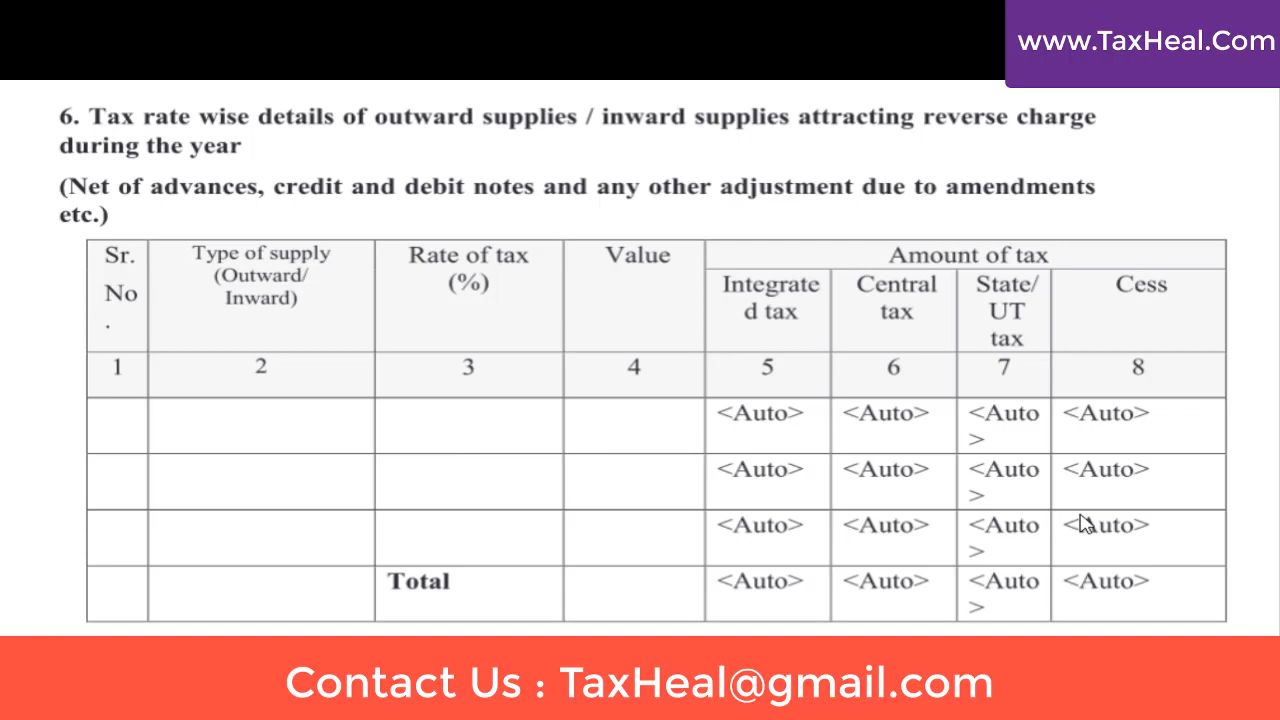 www.TaxHeal.Com
6. Tax rate wise details of outward supplies / inward supplies attracting reverse charge
during the year
(Net of advances, credit and debit notes and any other adjustment due to amendments
etc.)
Sr. No . Type of supply (Outward/ Inward) Rate of tax (%) Value Amount of tax
Integrate d tax Central tax State/ UT tax Cess
1 2 3 4 5 6 7 8
<Auto> <Auto> <Auto > <Auto>
<Auto> <Auto> <Auto > <Auto>
<Auto> <Auto> <Auto > <Auto>
Total <Auto> <Auto> <Auto > <Auto>
Contact Us : TaxHeal@gmail.com